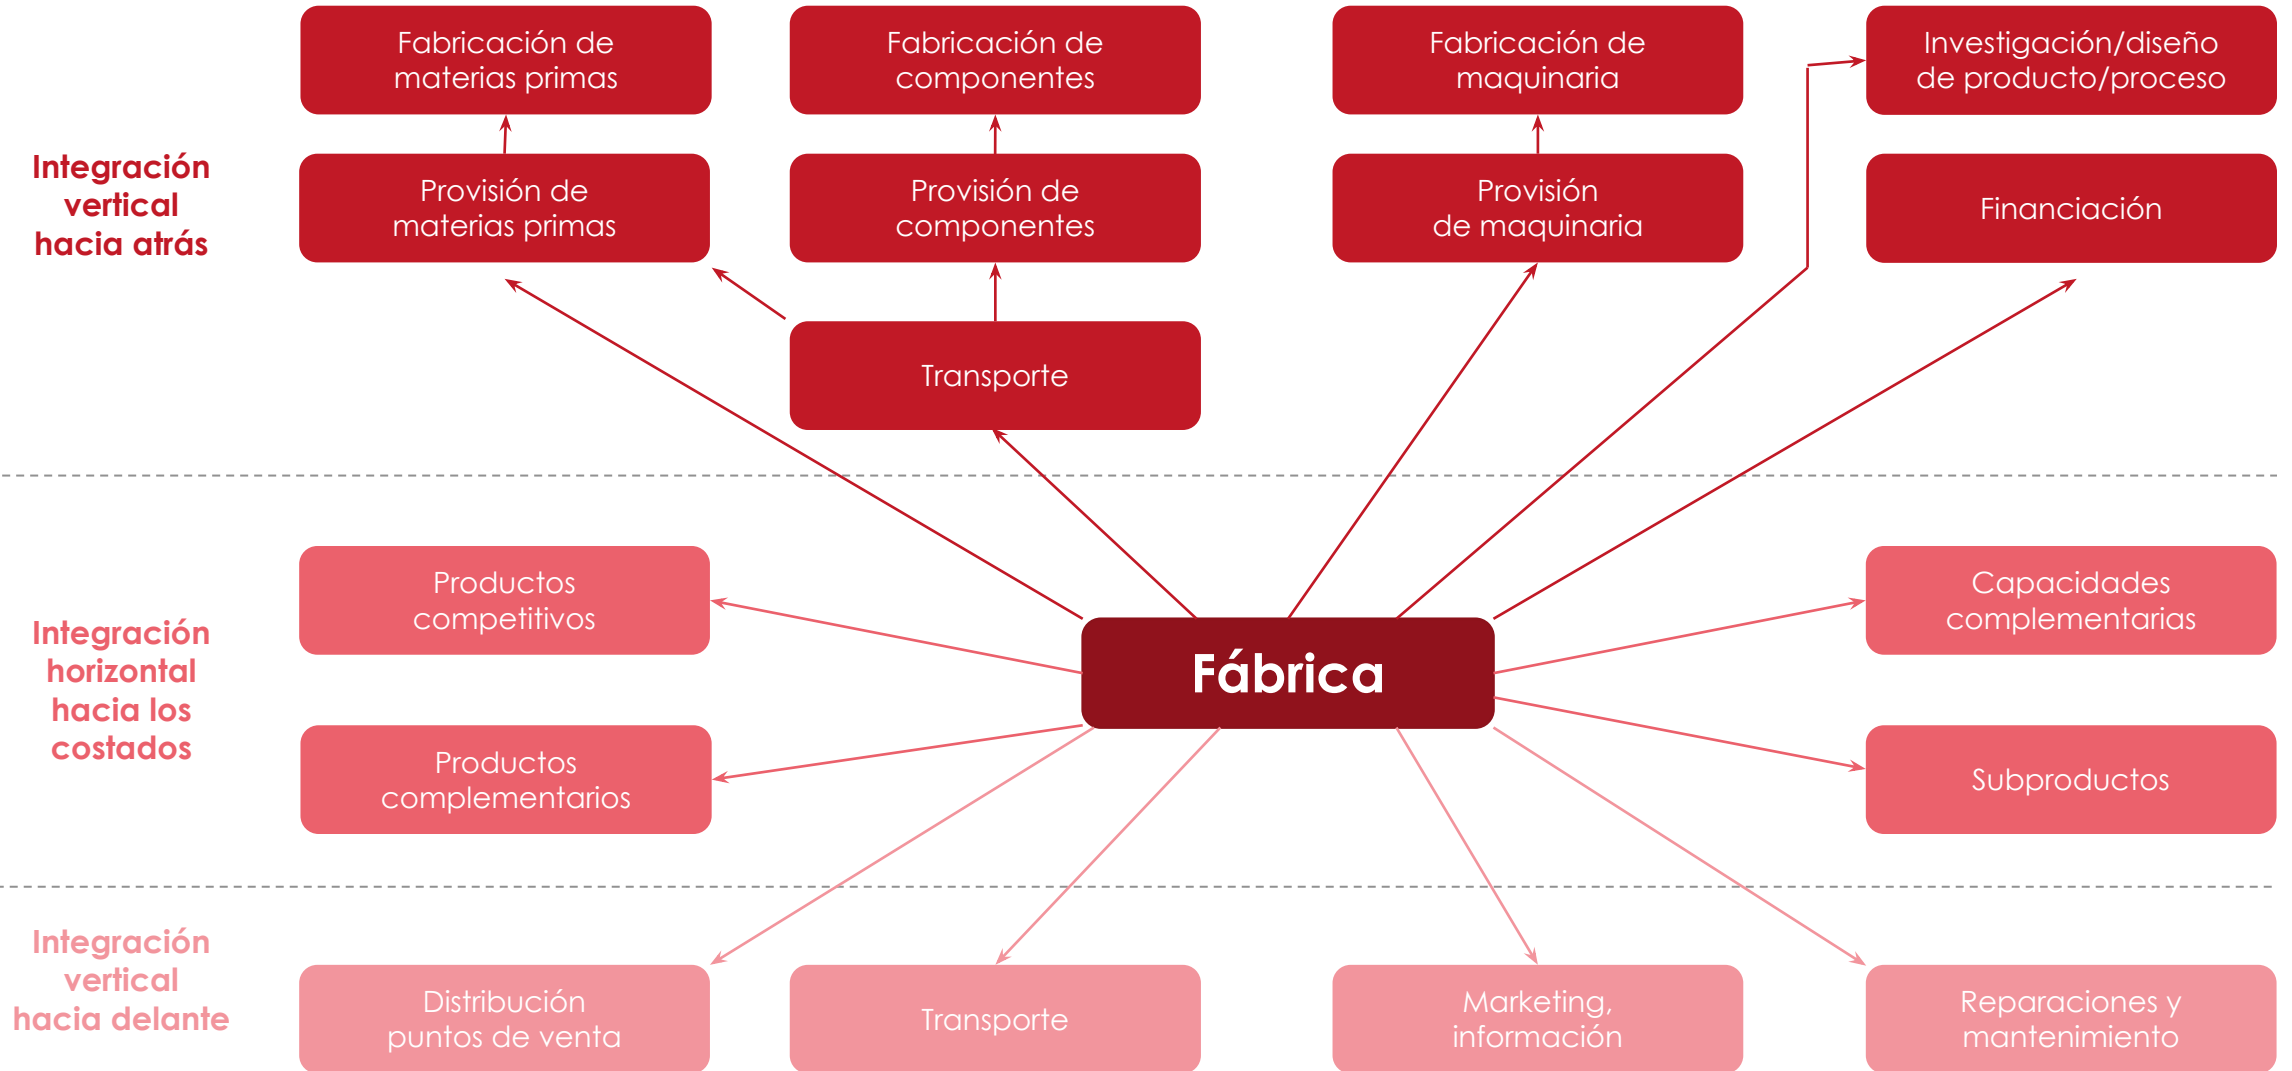 Fabricación de
materias primas
Fabricación de
componentes
Fabricación de
maquinaria
Investigación/diseño
de producto/proceso
Integración
vertical
hacia atrás
Provisión de
materias primas
Provisión de
componentes
Provisión
de maquinaria
Financiación
Transporte
Integración
horizontal
hacia los
costados
Productos
competitivos
Capacidades
complementarias
Fábrica
Productos
complementarios
Subproductos
Integración
vertical
hacia delante
Distribución
puntos de venta
Transporte
Marketing,
información
Reparaciones y
mantenimiento